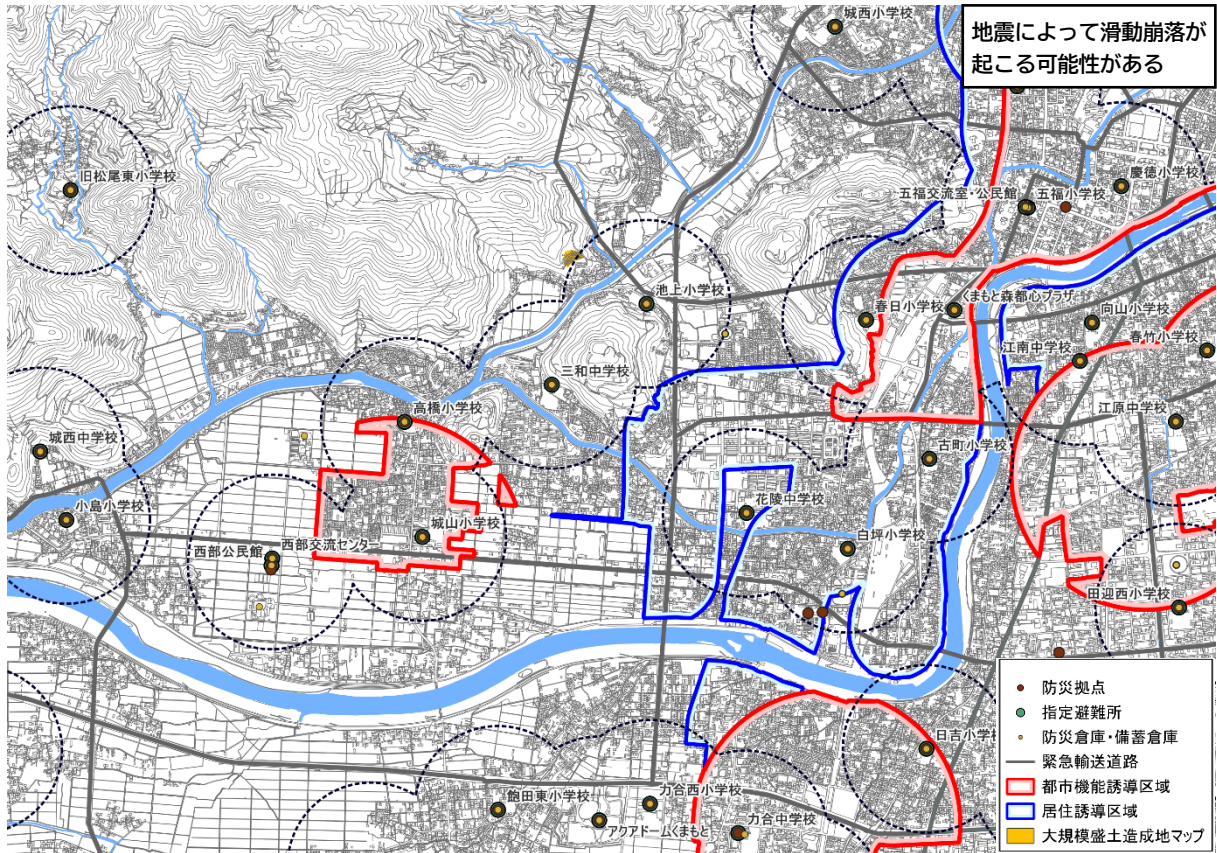 地震によって滑動崩落が
起こる可能性がある
城西小学校
旧松尾東小学校
慶徳小学校
五福交流室・公民館
五福小学校
池上小学校
春日小学校
くまもと森都心プラザ
向山小学校
江南中学校
春竹小学校
三和中学校
高橋小学校
江原中学校
城西中学校
古町小学校
花陵中学校
小島小学校
城山小学校
白坪小学校
西部交流センター
西部公民館
田迎西小学校
日吉小学校
飽田東小学校
力合西小学校
アクアドームくまもと
力合中学校
防災拠点
指定避難所
防災倉庫・備蓄倉庫
緊急輸送道路
都市機能誘導区域
居住誘導区域
大規模盛土造成地マップ